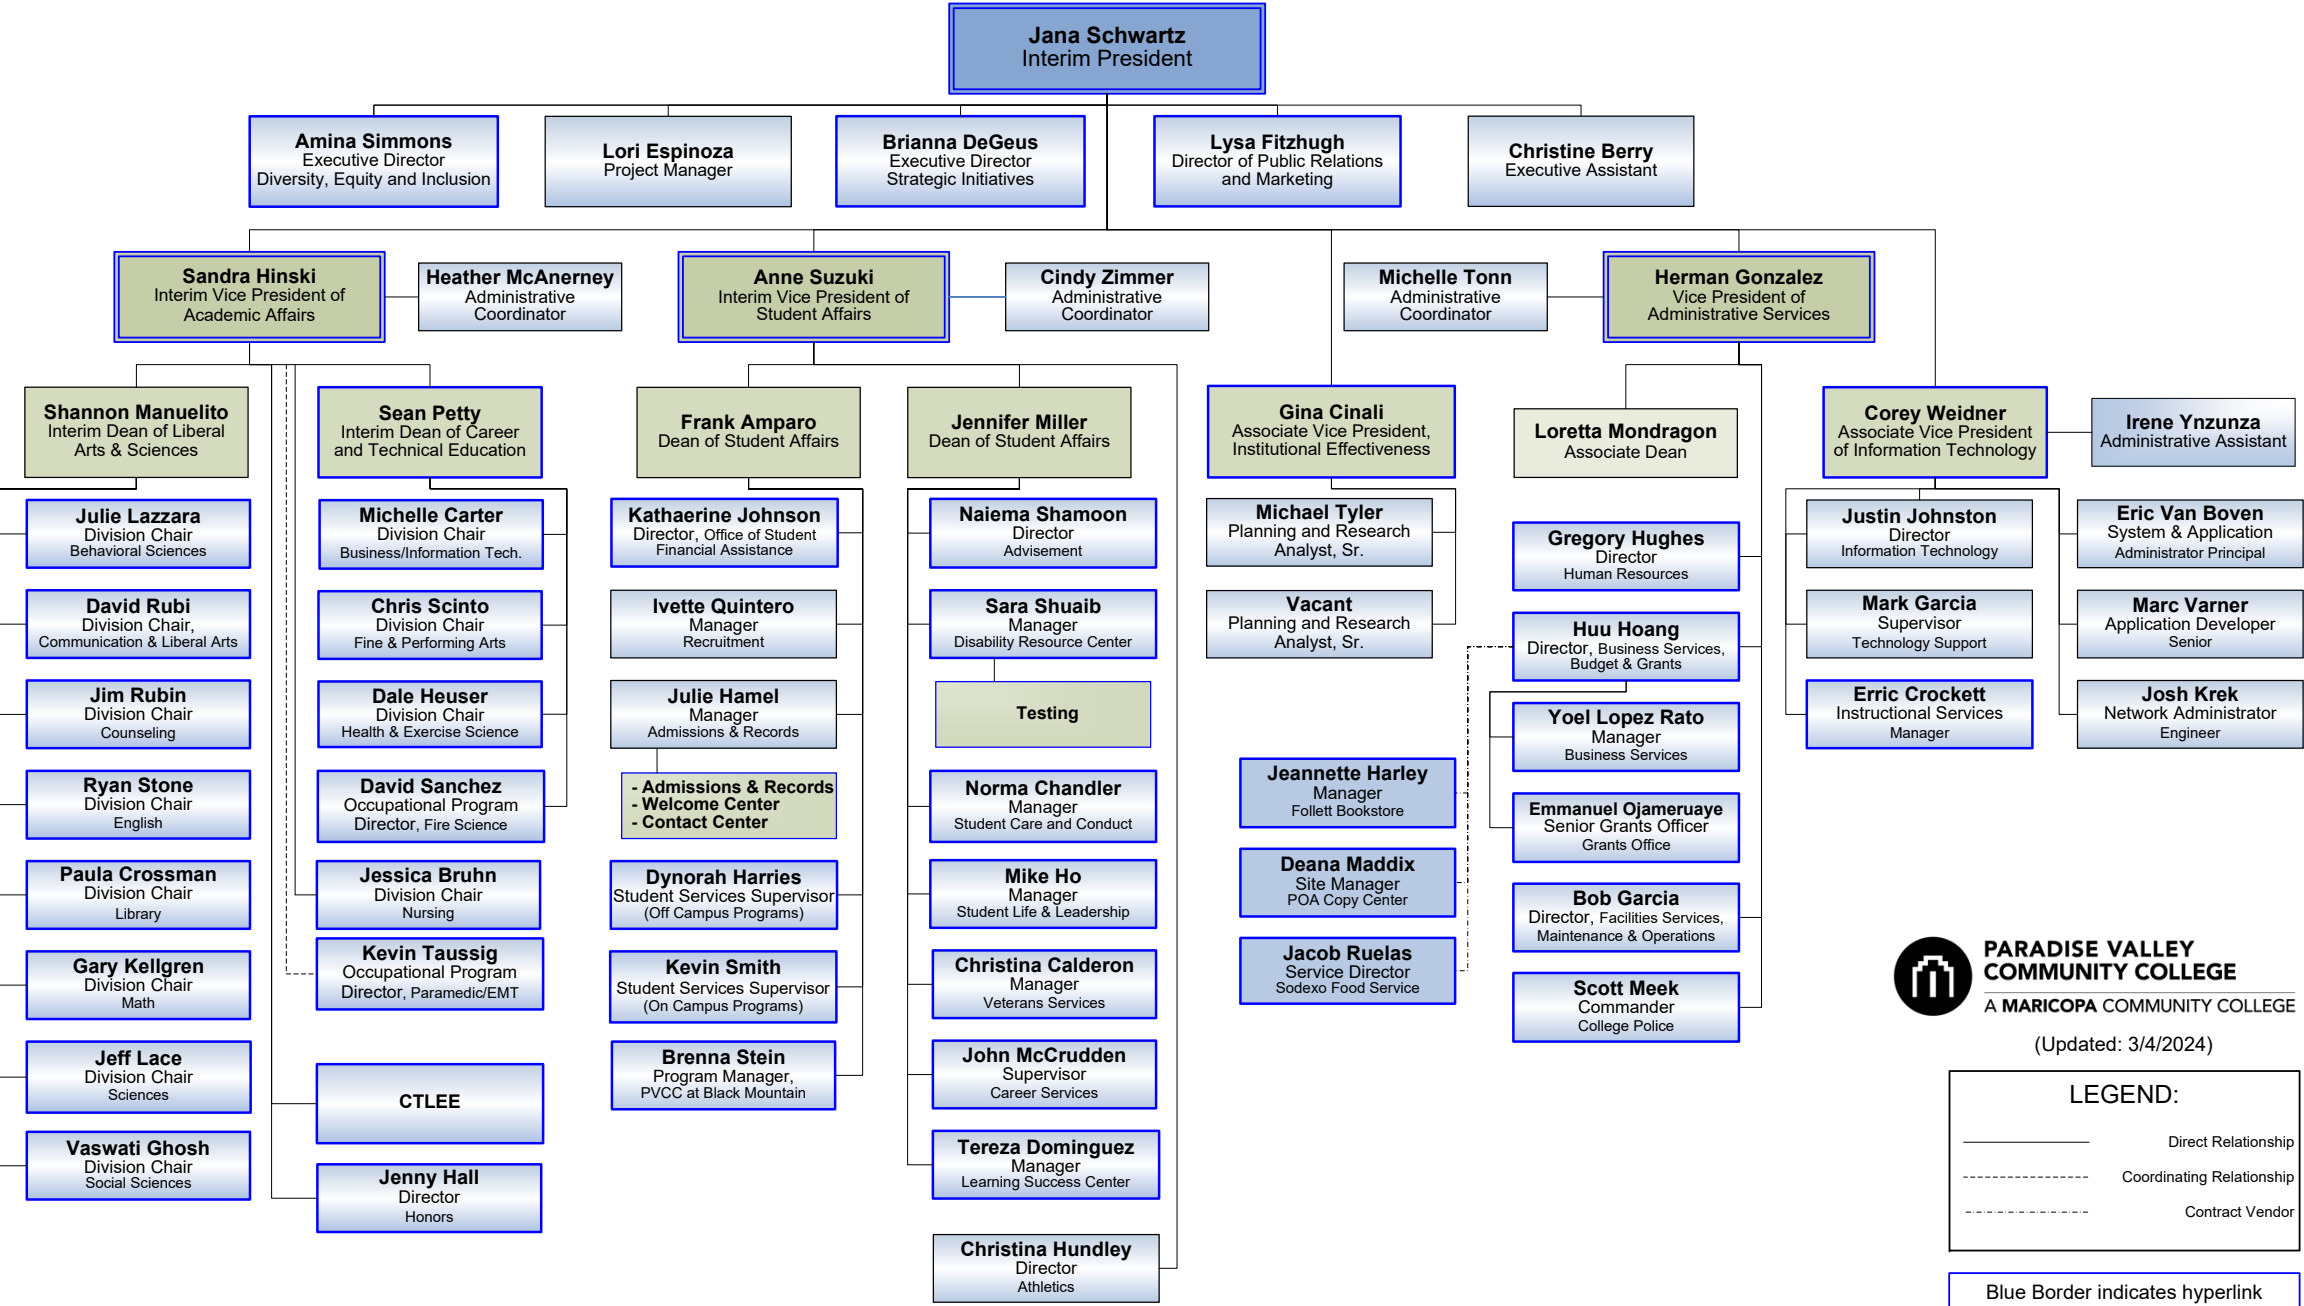 Jana Schwartz
Interim President
Amina Simmons
Executive Director
Diversity, Equity and Inclusion
Lori Espinoza
Project Manager
Brianna DeGeus
Executive Director
Strategic Initiatives
Lysa Fitzhugh
Director of Public Relations
and Marketing
Christine Berry
Executive Assistant
Sandra Hinski
Interim Vice President of
Academic Affairs
Heather McAnerney
Administrative
Coordinator
Anne Suzuki
Interim Vice President of
Student Affairs
Cindy Zimmer
Administrative
Coordinator
Michelle Tonn
Administrative
Coordinator
Herman Gonzalez
Vice President of
Administrative Services
Shannon Manuelito
Interim Dean of Liberal
Arts & Sciences
Sean Petty
Interim Dean of Career
and Technical Education
Frank Amparo
Dean of Student Affairs
Jennifer Miller
Dean of Student Affairs
Gina Cinali
Associate Vice President,
Institutional Effectiveness
Loretta Mondragon
Associate Dean
Corey Weidner
Associate Vice President
of Information Technology
Irene Ynzunza
Administrative Assistant
Julie Lazzara
Division Chair
Behavioral Sciences
David Rubi
Division Chair,
Communication & Liberal Arts
Jim Rubin
Division Chair
Counseling
Ryan Stone
Division Chair
English
Paula Crossman
Division Chair
Library
Gary Kellgren
Division Chair
Math
Jeff Lace
Division Chair
Sciences
Vaswati Ghosh
Division Chair
Social Sciences
Michelle Carter
Division Chair
Business/Information Tech.
Chris Scinto
Division Chair
Fine & Performing Arts
Dale Heuser
Division Chair
Health & Exercise Science
David Sanchez
Occupational Program
Director, Fire Science
Jessica Bruhn
Division Chair
Nursing
Kevin Taussig
Occupational Program
Director, Paramedic/EMT
CTLEE
Jenny Hall
Director
Honors
Kathaerine Johnson
Director, Office of Student
Financial Assistance
Ivette Quintero
Manager
Recruitment
Julie Hamel
Manager
Admissions & Records
- Admissions & Records
- Welcome Center
- Contact Center
Dynorah Harries
Student Services Supervisor
(Off Campus Programs)
Kevin Smith
Student Services Supervisor
(On Campus Programs)
Brenna Stein
Program Manager,
PVCC at Black Mountain
Naiema Shamoon
Director
Advisement
Sara Shuaib
Manager
Disability Resource Center
Testing
Norma Chandler
Manager
Student Care and Conduct
Mike Ho
Manager
Student Life & Leadership
Christina Calderon
Manager
Veterans Services
John McCrudden
Supervisor
Career Services
Tereza Dominguez
Manager
Learning Success Center
Christina Hundley
Director
Athletics
Michael Tyler
Planning and Research
Analyst, Sr.
Vacant
Planning and Research
Analyst, Sr.
Jeannette Harley
Manager
Follett Bookstore
Deana Maddix
Site Manager
POA Copy Center
Jacob Ruelas
Service Director
Sodexo Food Service
Gregory Hughes
Director
Human Resources
Huu Hoang
Director, Business Services,
Budget & Grants
Yoel Lopez Rato
Manager
Business Services
Emmanuel Ojameruaye
Senior Grants Officer
Grants Office
Bob Garcia
Director, Facilities Services,
Maintenance & Operations
Scott Meek
Commander
College Police
Justin Johnston
Director
Information Technology
Mark Garcia
Supervisor
Technology Support
Erric Crockett
Instructional Services
Manager
Eric Van Boven
System & Application
Administrator Principal
Marc Varner
Application Developer
Senior
Josh Krek
Network Administrator
Engineer
PARADISE VALLEY
COMMUNITY COLLEGE
A MARICOPA COMMUNITY COLLEGE
(Updated: 3/4/2024)
LEGEND:
Direct Relationship
Coordinating Relationship
Contract Vendor
Blue Border indicates hyperlink